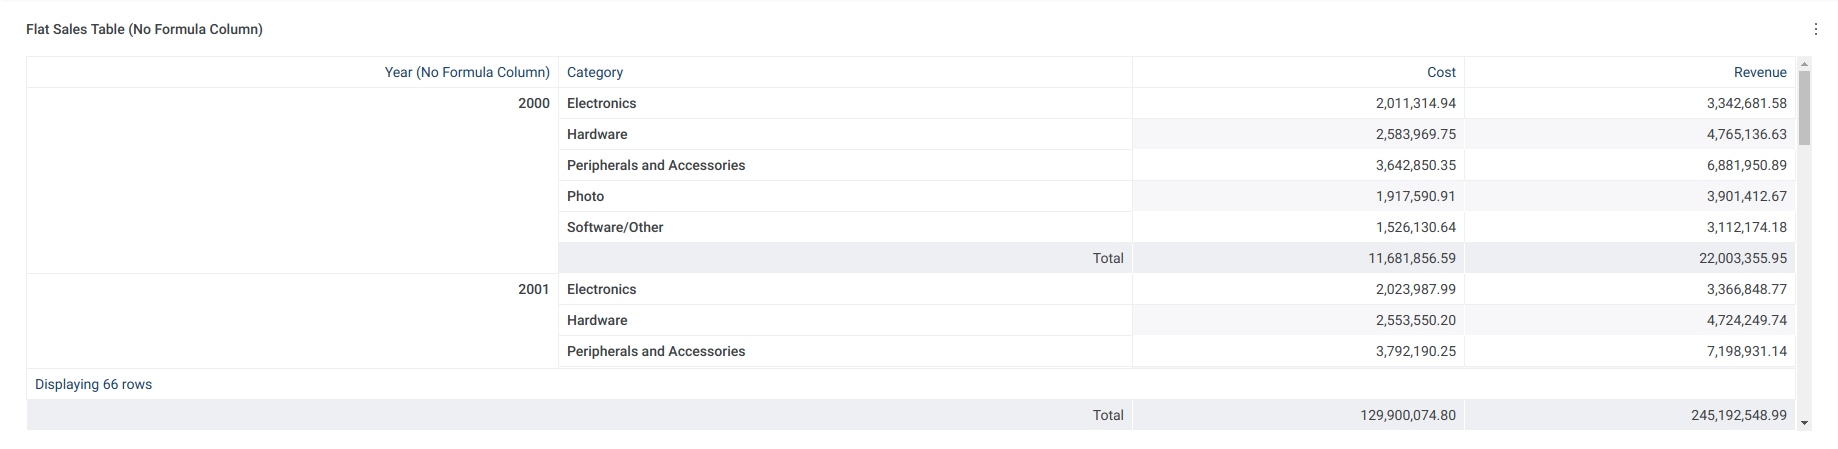 Flat Sales Table (No Formula Column)
Year (No Formula Column) Category Cost Revenue
2000 Electronics 2,011,314.94 3,342,681.58
Hardware 2,583,969.75 4,765,136.63
Peripherals and Accessories 3,642,850.35 6,881,950.89
Photo 1,917,590.91 3,901,412.67
Software/Other 1,526,130.64 3,112,174.18
Total 11,681,856.59 22,003,355.95
2001 Electronics 2,023,987.99 3,366,848.77
Hardware 2,553,550.20 4,724,249.74
Peripherals and Accessories 3,792,190.25 7,198,931.14
Displaying 66 rows
Total 129,900,074.80 245,192,548.99